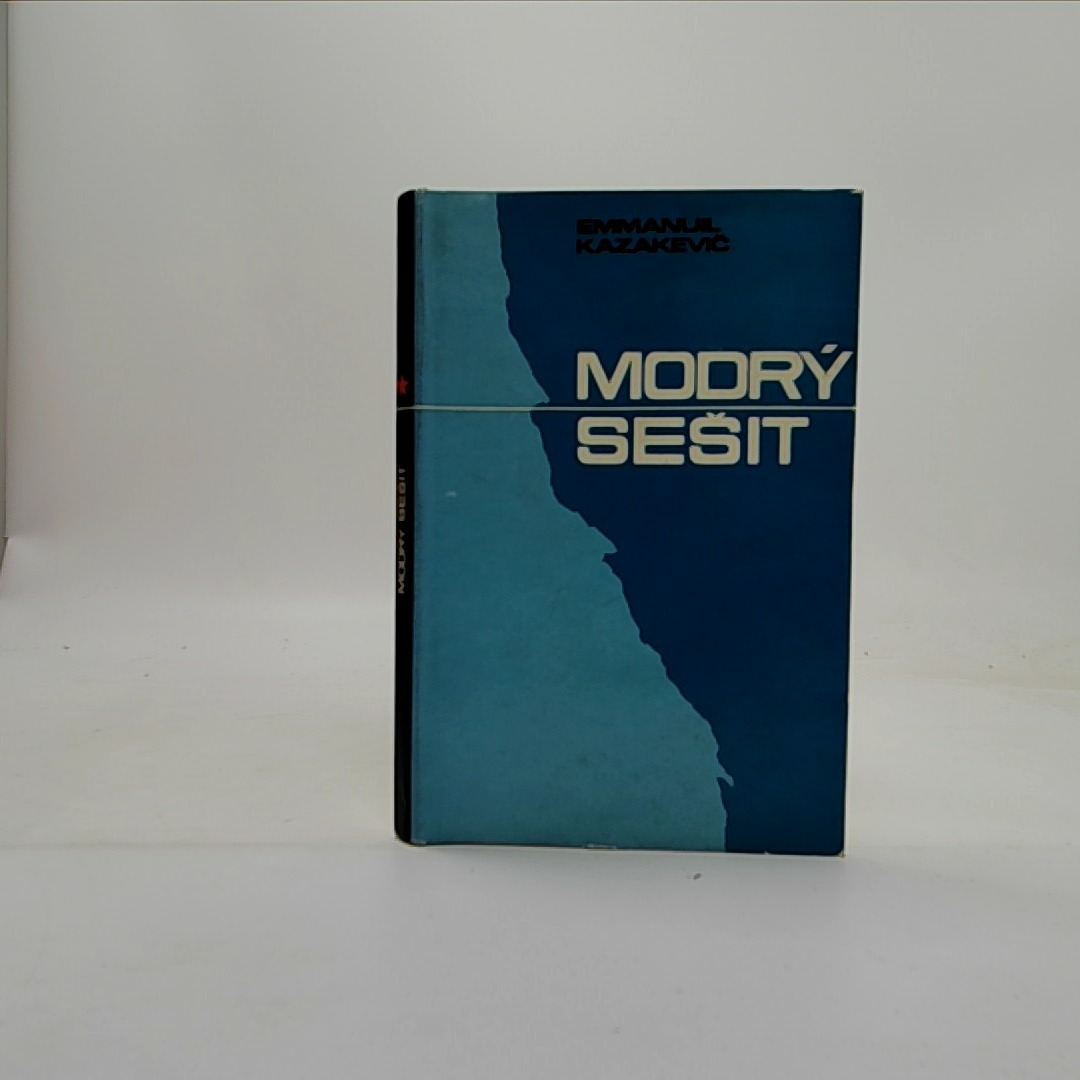 EMMANUIL
KAZAKEVIČ
MODRÝ
SEŠIT
MODRÝ SEŠIT